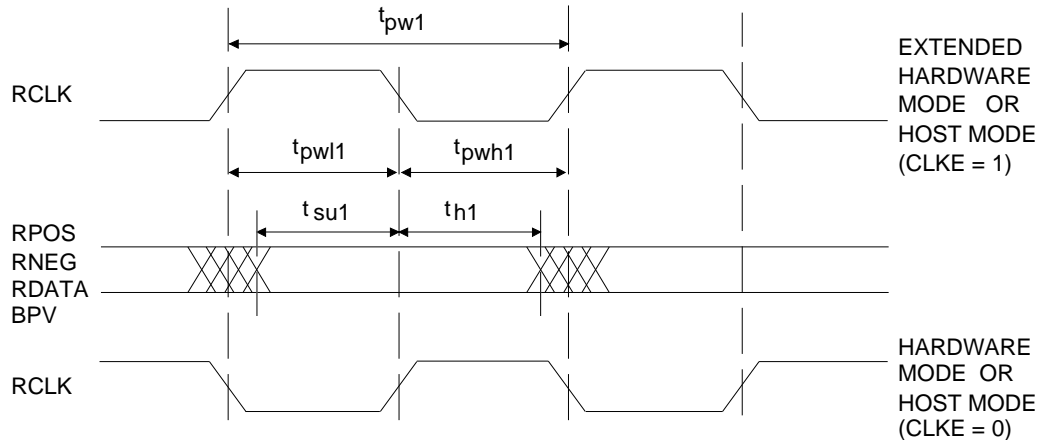 tpw1
RCLK
EXTENDED
HARDWARE
MODE OR
HOST MODE
(CLKE = 1)
tpwl1
tpwh1
tsu1
th1
RPOS
RNEG
RDATA
BPV
RCLK
HARDWARE
MODE OR
HOST MODE
(CLKE = 0)